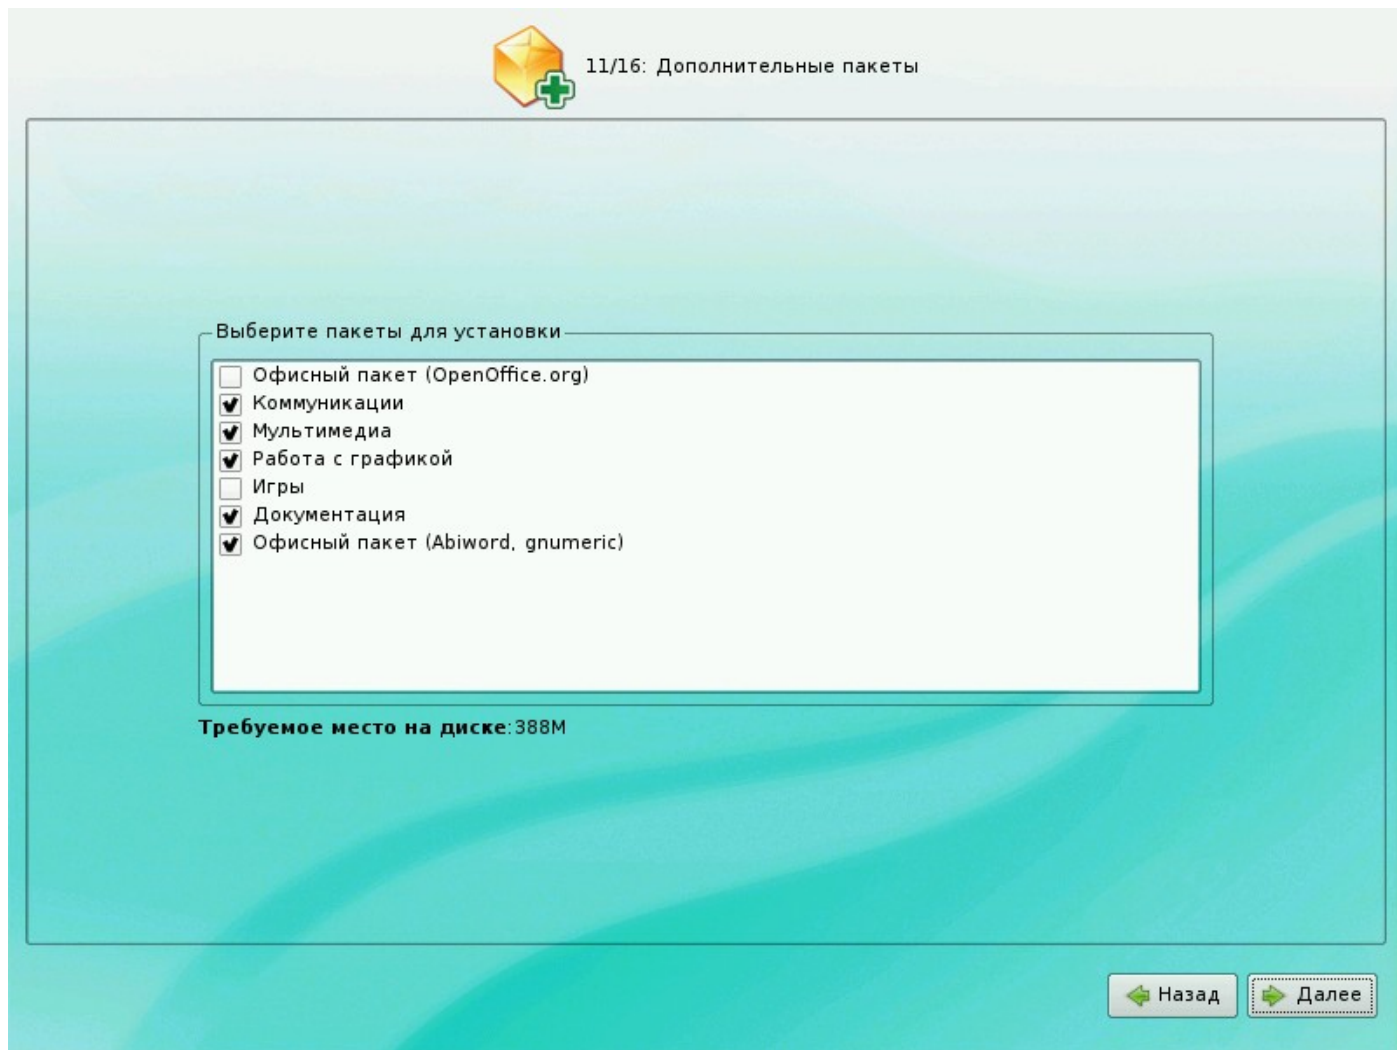 11/16: Дополнительные пакеты
Выберите пакеты для установки
Офисный пакет (OpenOffice.org)
Коммуникации
Мультимедиа
Работа с графикой
Игры
Документация
Офисный пакет (Abiword, gnumeric)
Требуемое место на диске:388M
Назад
Далее